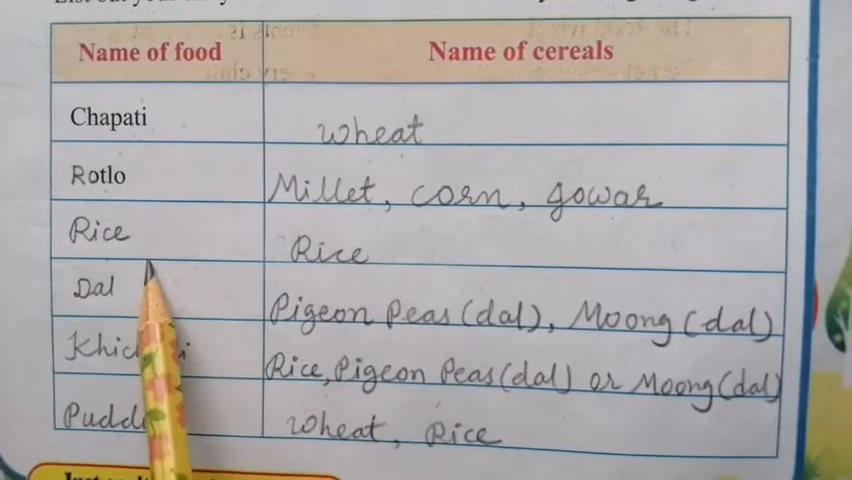 Name of food Name of cereals
Chapati wheat
Rotlo Millet, corn, gowar
Rice Rice
Dal Pigeon Peas (dal), Moong (dal)
Rice, Pigeon Peas (dal) or Moong (dal)
wheat, Rice